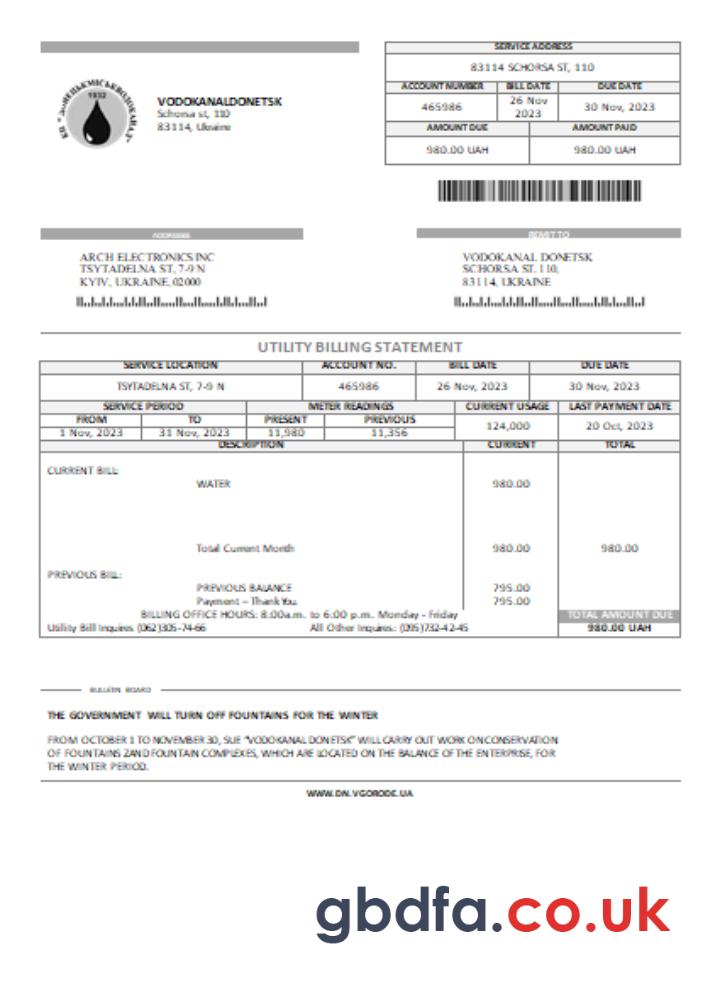 SERVICE ADDRESS
83114 SCHORSA ST, 110
ACCOUNT NUMBER BILL DATE DUE DATE
465986 26 Nov 2023 30 Nov, 2023
AMOUNT DUE AMOUNT PAID
980.00 UAH 980.00 UAH
КП "ДОНЕЦЬКМІСЬКВОДОКАНАЛ"
1932
VODOKANALDONETSK
Schorsa st, 110
83114, Ukraine
ADDRESSEE
ARCH ELECTRONICS INC
TSYTADELNA ST, 7-9 N
KYIV, UKRAINE, 02000
REMIT TO
VODOKANAL DONETSK
SCHORSA ST. 110,
83114, UKRAINE
UTILITY BILLING STATEMENT
SERVICE LOCATION ACCOUNT NO. BILL DATE DUE DATE
TSYTADELNA ST, 7-9 N 465986 26 Nov, 2023 30 Nov, 2023
SERVICE PERIOD METER READINGS CURRENT USAGE LAST PAYMENT DATE
FROM TO PRESENT PREVIOUS
1 Nov, 2023 31 Nov, 2023 11,980 11,356 124,000 20 Oct, 2023
DESCRIPTION CURRENT TOTAL
CURRENT BILL:
WATER 980.00
Total Current Month 980.00 980.00
PREVIOUS BILL:
PREVIOUS BALANCE 795.00
Payment – Thank You. 795.00
BILLING OFFICE HOURS: 8:00a.m. to 6:00 p.m. Monday - Friday TOTAL AMOUNT DUE
Utility Bill Inquires (062)305-74-66 All Other Inquires.: (095)732-42-45 980.00 UAH
BULLETIN BOARD
THE GOVERNMENT WILL TURN OFF FOUNTAINS FOR THE WINTER
FROM OCTOBER 1 TO NOVEMBER 30, SUE "VODOKANAL DONETSK" WILL CARRY OUT WORK ON CONSERVATION
OF FOUNTAINS 2AND FOUNTAIN COMPLEXES, WHICH ARE LOCATED ON THE BALANCE OF THE ENTERPRISE, FOR
THE WINTER PERIOD.
WWW.DN.VGORODE.UA
gbdfa.co.uk